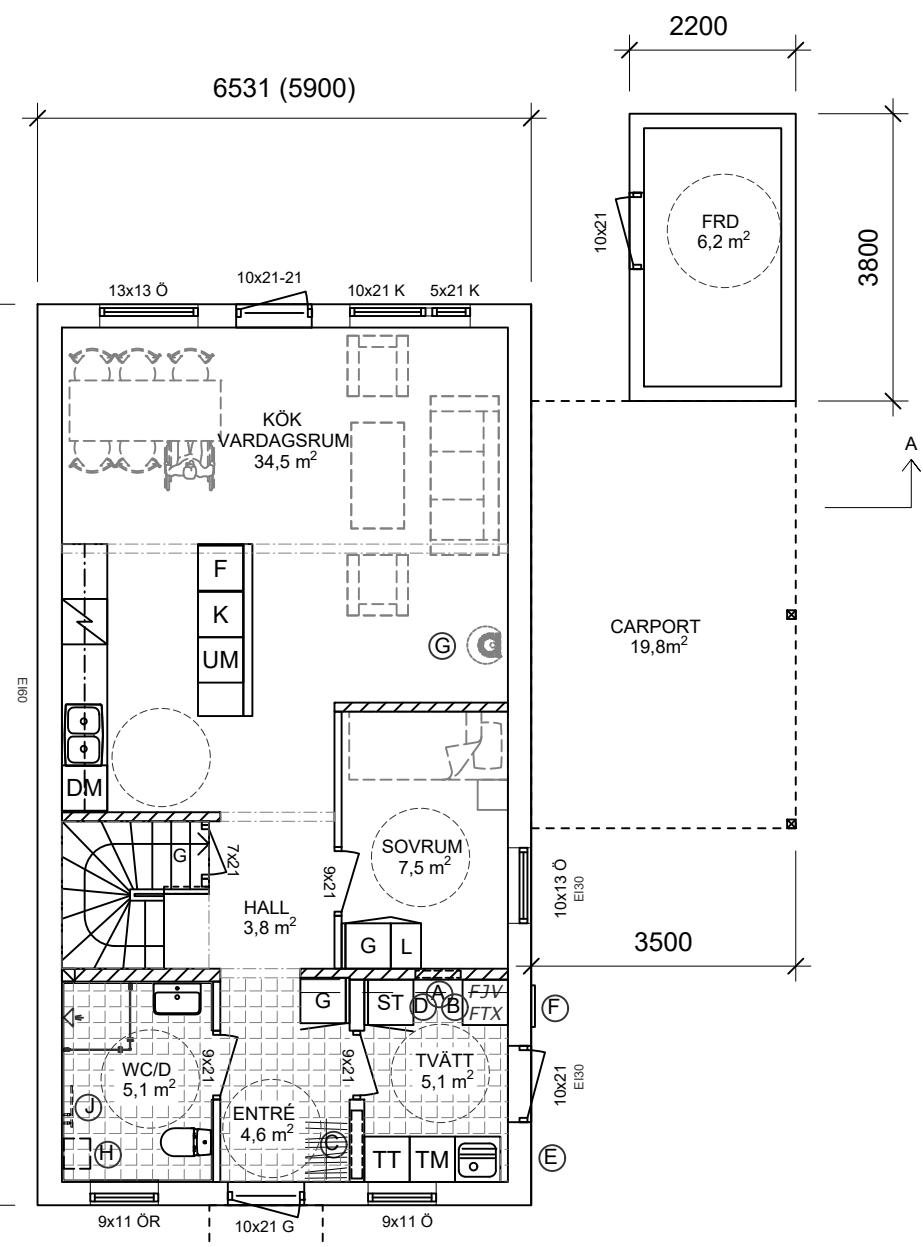 2200
6531 (5900)
10x21
FRD
6,2 m²
3800
13x13 Ö
10x21-21
10x21 K
5x21 K
KÖK
VARDAGSRUM
34,5 m²
A
F
K
UM
CARPORT
19,8m²
G
EI60
DM
SOVRUM
7,5 m²
G
7x21
9x21
10x13 Ö
EI30
HALL
3,8 m²
G
L
3500
G
ST
D
A
B
FJV
FTX
F
WC/D
5,1 m²
9x21
9x21
TVÄTT
5,1 m²
10x21
EI30
J
ENTRÉ
4,6 m²
C
H
TT
TM
E
9x11 ÖR
10x21 G
9x11 Ö